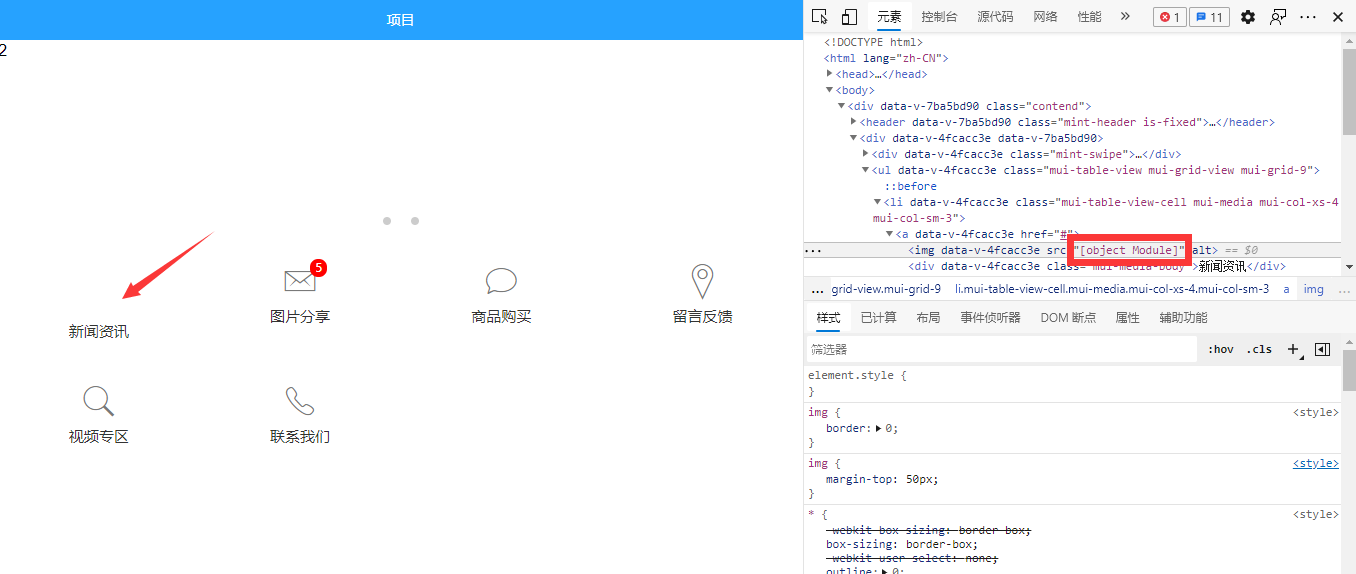 项目
2
5
图片分享
商品购买
留言反馈
新闻资讯
视频专区
联系我们
元素 控制台 源代码 网络 性能 » 1 11 ···
<!DOCTYPE html>
<html lang="zh-CN">
<head>…</head>
<body>
<div data-v-7ba5bd90 class="contend">
<header data-v-7ba5bd90 class="mint-header is-fixed">…</header>
<div data-v-4fcacc3e data-v-7ba5bd90>
<div data-v-4fcacc3e class="mint-swipe">…</div>
<ul data-v-4fcacc3e class="mui-table-view mui-grid-view mui-grid-9">
::before
<li data-v-4fcacc3e class="mui-table-view-cell mui-media mui-col-xs-4
mui-col-sm-3">
<a data-v-4fcacc3e href="#">
··· <img data-v-4fcacc3e src="[object Module]" alt> == $0
<div data-v-4fcacc3e class="mui-media-body">新闻资讯</div>
... grid-view.mui-grid-9 li.mui-table-view-cell.mui-media.mui-col-xs-4.mui-col-sm-3 a img ...
样式 已计算 布局 事件侦听器 DOM 断点 属性 辅助功能
筛选器 :hov .cls +
element.style {
}
img { <style>
border: 0;
}
img { <style>
margin-top: 50px;
}
* { <style>
-webkit-box-sizing: border-box;
box-sizing: border-box;
-webkit-user-select: none;
outline: 0;